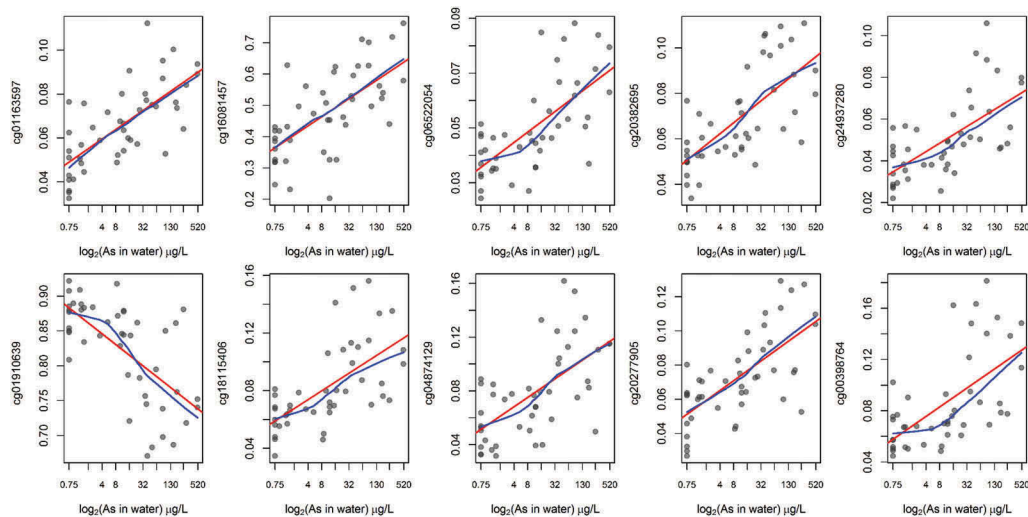 cg01163597
0.04 0.06 0.08 0.10
0.75 4 8 32 130 520
log₂(As in water) μg/L
cg16081457
0.2 0.3 0.4 0.5 0.6 0.7
0.75 4 8 32 130 520
log₂(As in water) μg/L
cg06522054
0.03 0.05 0.07 0.09
0.75 4 8 32 130 520
log₂(As in water) μg/L
cg20382695
0.04 0.06 0.08 0.10
0.75 4 8 32 130 520
log₂(As in water) μg/L
cg24937280
0.02 0.04 0.06 0.08 0.10
0.75 4 8 32 130 520
log₂(As in water) μg/L
cg01910639
0.70 0.75 0.80 0.85 0.90
0.75 4 8 32 130 520
log₂(As in water) μg/L
cg18115406
0.04 0.08 0.12 0.16
0.75 4 8 32 130 520
log₂(As in water) μg/L
cg04874129
0.04 0.08 0.12 0.16
0.75 4 8 32 130 520
log₂(As in water) μg/L
cg20277905
0.04 0.06 0.08 0.10 0.12
0.75 4 8 32 130 520
log₂(As in water) μg/L
cg00398764
0.04 0.08 0.12 0.16
0.75 4 8 32 130 520
log₂(As in water) μg/L